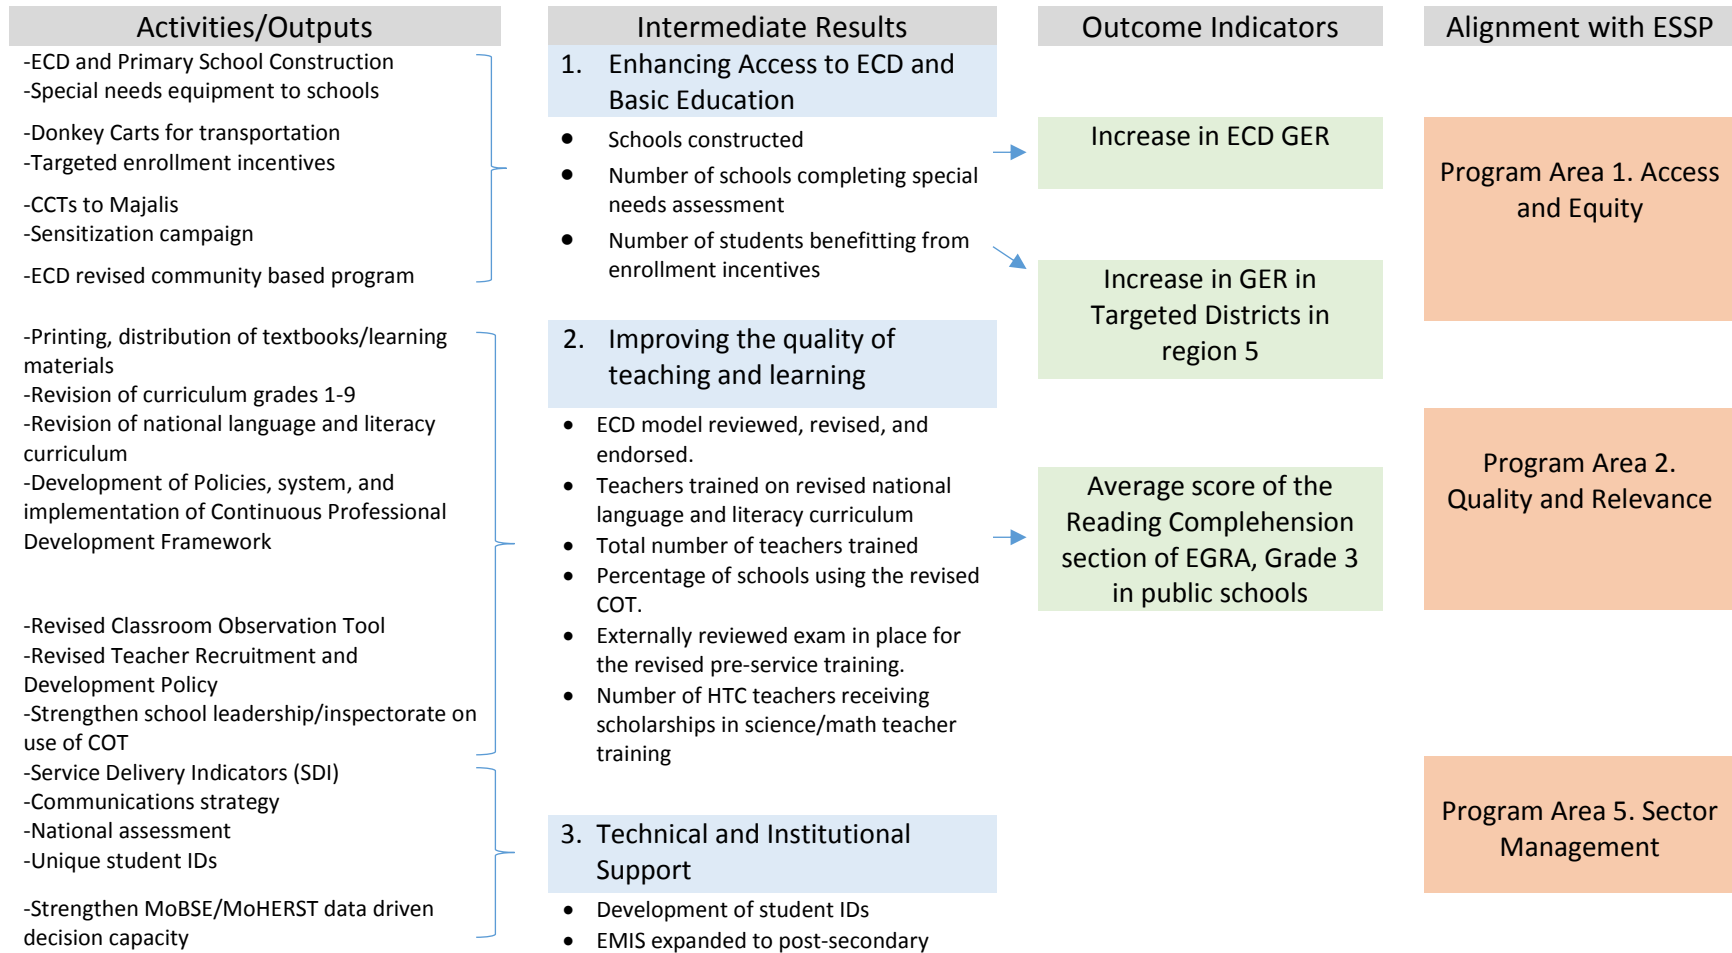 Activities/Outputs
-ECD and Primary School Construction
-Special needs equipment to schools
-Donkey Carts for transportation
-Targeted enrollment incentives
-CCTs to Majalis
-Sensitization campaign
-ECD revised community based program
-Printing, distribution of textbooks/learning
materials
-Revision of curriculum grades 1-9
-Revision of national language and literacy
curriculum
-Development of Policies, system, and
implementation of Continuous Professional
Development Framework
-Revised Classroom Observation Tool
-Revised Teacher Recruitment and
Development Policy
-Strengthen school leadership/inspectorate on
use of COT
-Service Delivery Indicators (SDI)
-Communications strategy
-National assessment
-Unique student IDs
-Strengthen MoBSE/MoHERST data driven
decision capacity
Intermediate Results
1. Enhancing Access to ECD and
Basic Education
● Schools constructed
● Number of schools completing special
needs assessment
● Number of students benefitting from
enrollment incentives
2. Improving the quality of
teaching and learning
• ECD model reviewed, revised, and
endorsed.
• Teachers trained on revised national
language and literacy curriculum
• Total number of teachers trained
• Percentage of schools using the revised
COT.
• Externally reviewed exam in place for
the revised pre-service training.
• Number of HTC teachers receiving
scholarships in science/math teacher
training
3. Technical and Institutional
Support
• Development of student IDs
• EMIS expanded to post-secondary
Outcome Indicators
Increase in ECD GER
Increase in GER in
Targeted Districts in
region 5
Average score of the
Reading Complehension
section of EGRA, Grade 3
in public schools
Alignment with ESSP
Program Area 1. Access
and Equity
Program Area 2.
Quality and Relevance
Program Area 5. Sector
Management